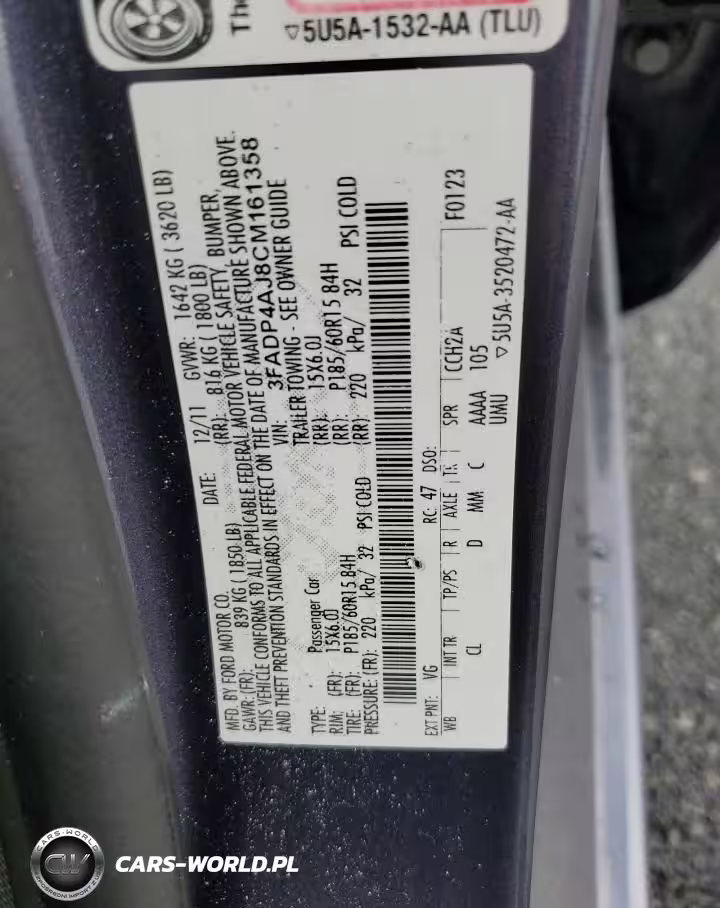 The
▽5U5A-1532-AA (TLU)
MFD. BY FORD MOTOR CO.
DATE: 12/11
GVWR: 1642 KG ( 3620 LB)
GAWR: (FR): 839 KG ( 1850 LB)
(RR): 816 KG ( 1800 LB)
THIS VEHICLE CONFORMS TO ALL APPLICABLE FEDERAL MOTOR VEHICLE SAFETY, BUMPER,
AND THEFT PREVENTION STANDARDS IN EFFECT ON THE DATE OF MANUFACTURE SHOWN ABOVE.
VIN: 3FADP4AJ8CM161358
TYPE: Passenger Car
TRAILER TOWING - SEE OWNER GUIDE
RIM: (FR): 15X6.0J
(RR): 15X6.0J
TIRE: (FR): P185/60R15 84H
(RR): P185/60R15 84H
PRESSURE: (FR): 220 kPa/ 32 PSI COLD
(RR): 220 kPa/ 32 PSI COLD
EXT PNT: VG RC: 47 DSO: F0123
WB INT TR TP/PS R AXLE TR SPR CCH2A
CL D MM C AAAA 105
UMU
▽5U5A-3520472-AA
CARS-WORLD
CW
CARS-WORLD.PL